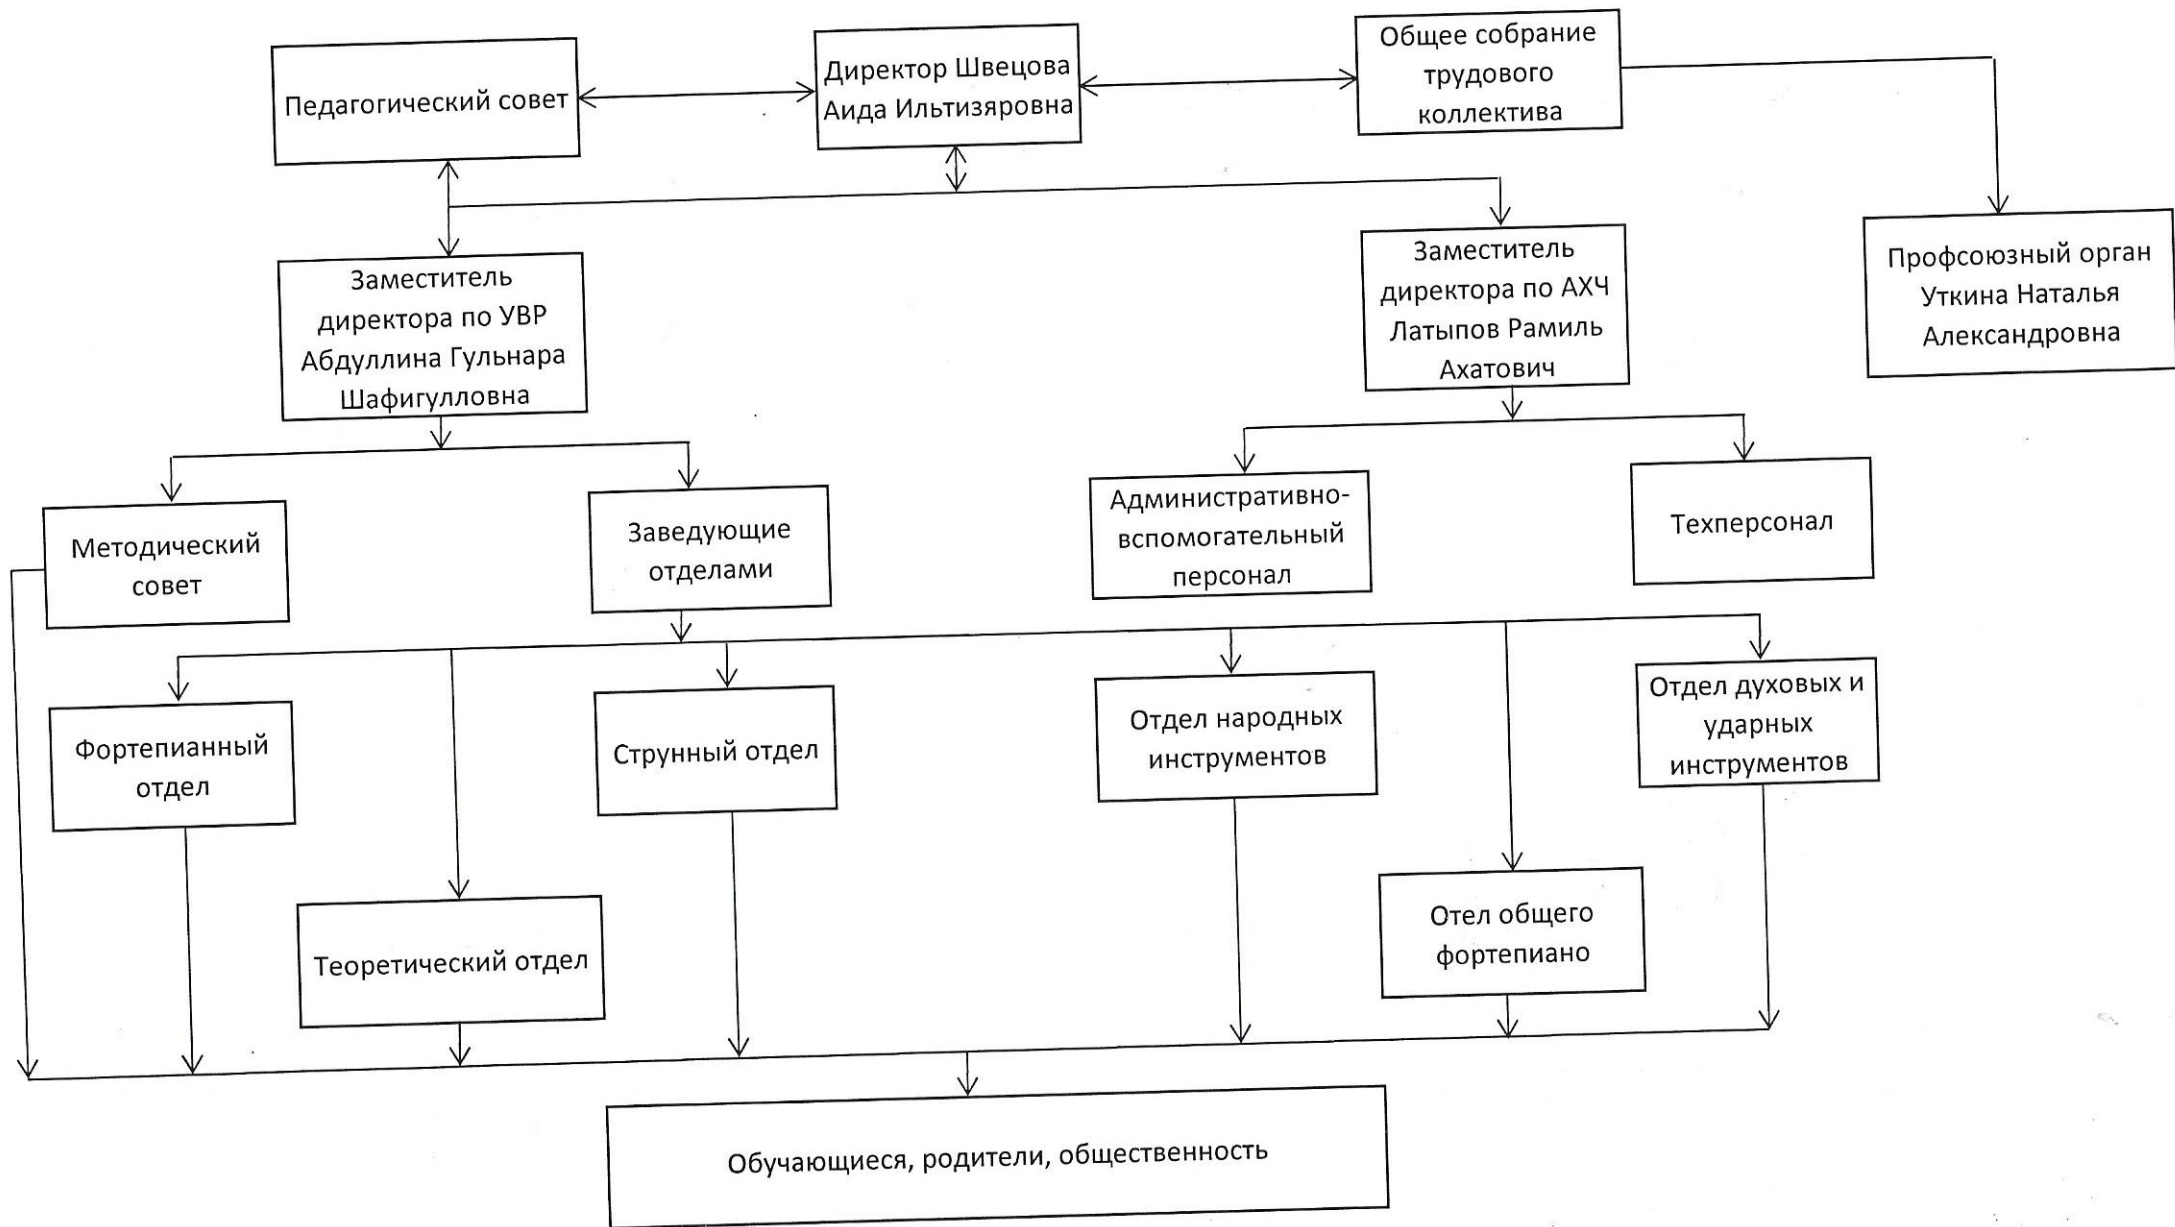 Педагогический совет
Директор Швецова
Аида Ильтизяровна
Общее собрание
трудового
коллектива
Заместитель
директора по УВР
Абдуллина Гульнара
Шафигулловна
Заместитель
директора по АХЧ
Латыпов Рамиль
Ахатович
Профсоюзный орган
Уткина Наталья
Александровна
Методический
совет
Заведующие
отделами
Административно-
вспомогательный
персонал
Техперсонал
Фортепианный
отдел
Струнный отдел
Отдел народных
инструментов
Отдел духовых и
ударных
инструментов
Теоретический отдел
Отел общего
фортепиано
Обучающиеся, родители, общественность